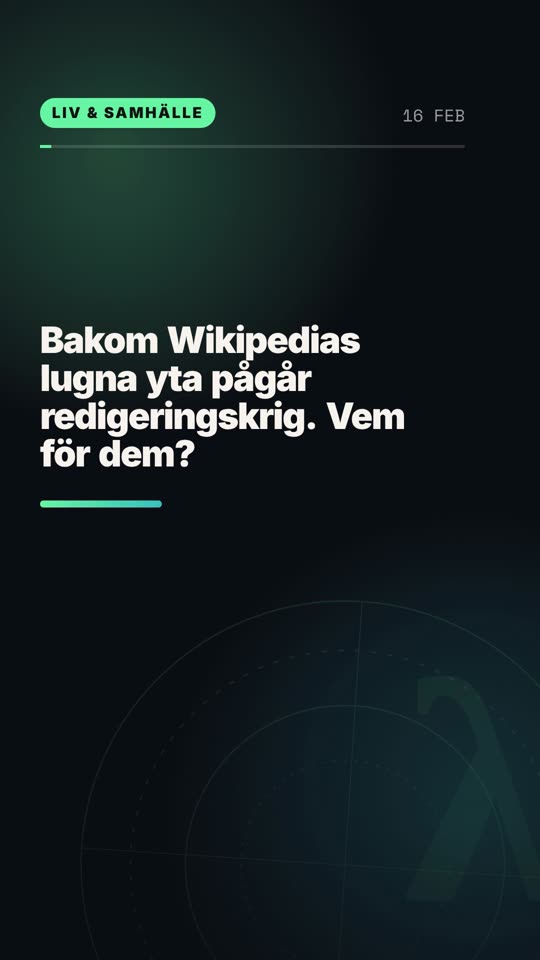 LIV & SAMHÄLLE
16 FEB
Bakom Wikipedias
lugna yta pågår
redigeringskrig. Vem
för dem?
λ